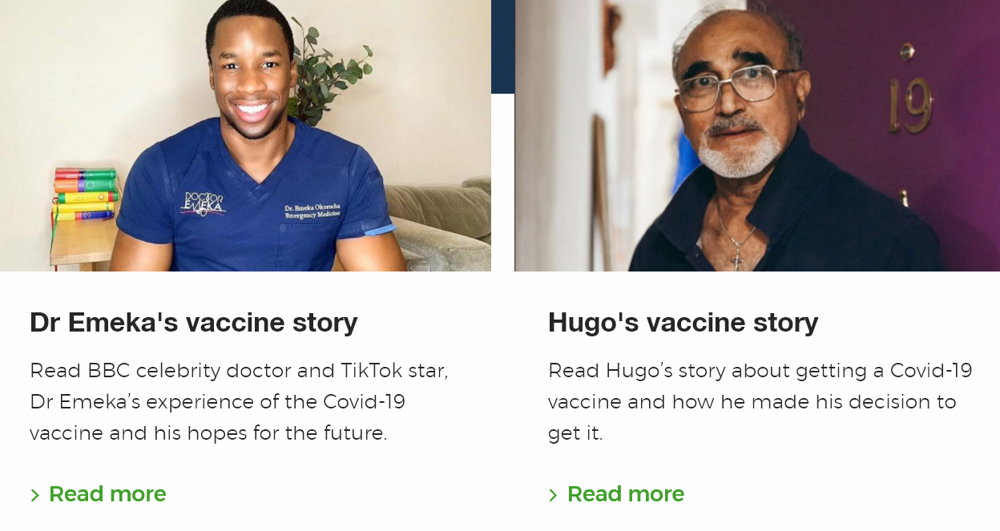 DOCTOR
EMEKA
Dr. Emeka Okorocha
Emergency Medicine
19
Dr Emeka's vaccine story
Read BBC celebrity doctor and TikTok star,
Dr Emeka’s experience of the Covid-19
vaccine and his hopes for the future.
Read more
Hugo's vaccine story
Read Hugo’s story about getting a Covid-19
vaccine and how he made his decision to
get it.
Read more